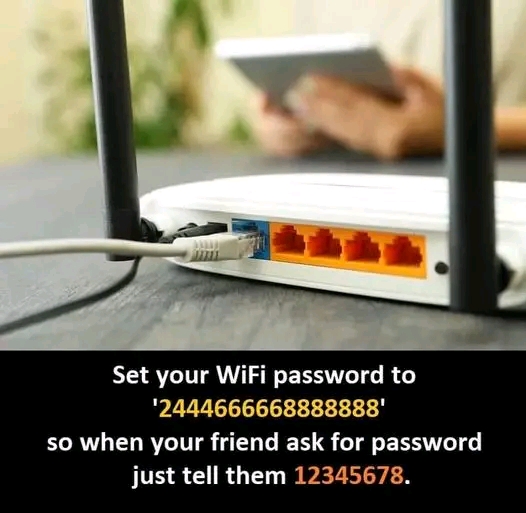 Set your WiFi password to
'2444666668888888'
so when your friend ask for password
just tell them 12345678.